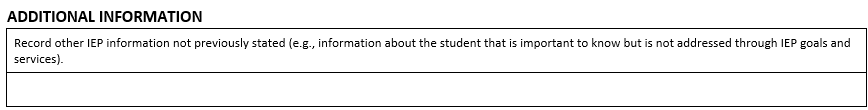 ADDITIONAL INFORMATION
Record other IEP information not previously stated (e.g., information about the student that is important to know but is not addressed through IEP goals and
services).